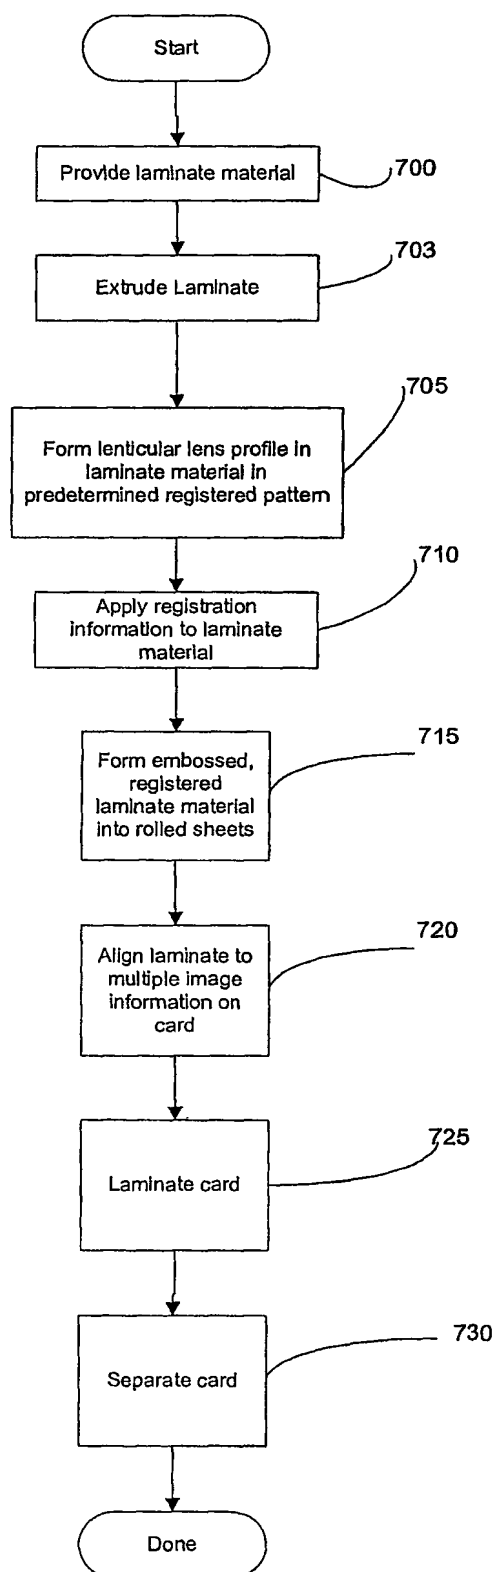 Start
Provide laminate material
700
Extrude Laminate
703
705
Form lenticular lens profile in
laminate material in
predetermined registered pattern
710
Apply registration
information to laminate
material
715
Form embossed,
registered
laminate material
into rolled sheets
720
Align laminate to
multiple image
information on
card
725
Laminate card
730
Separate card
Done